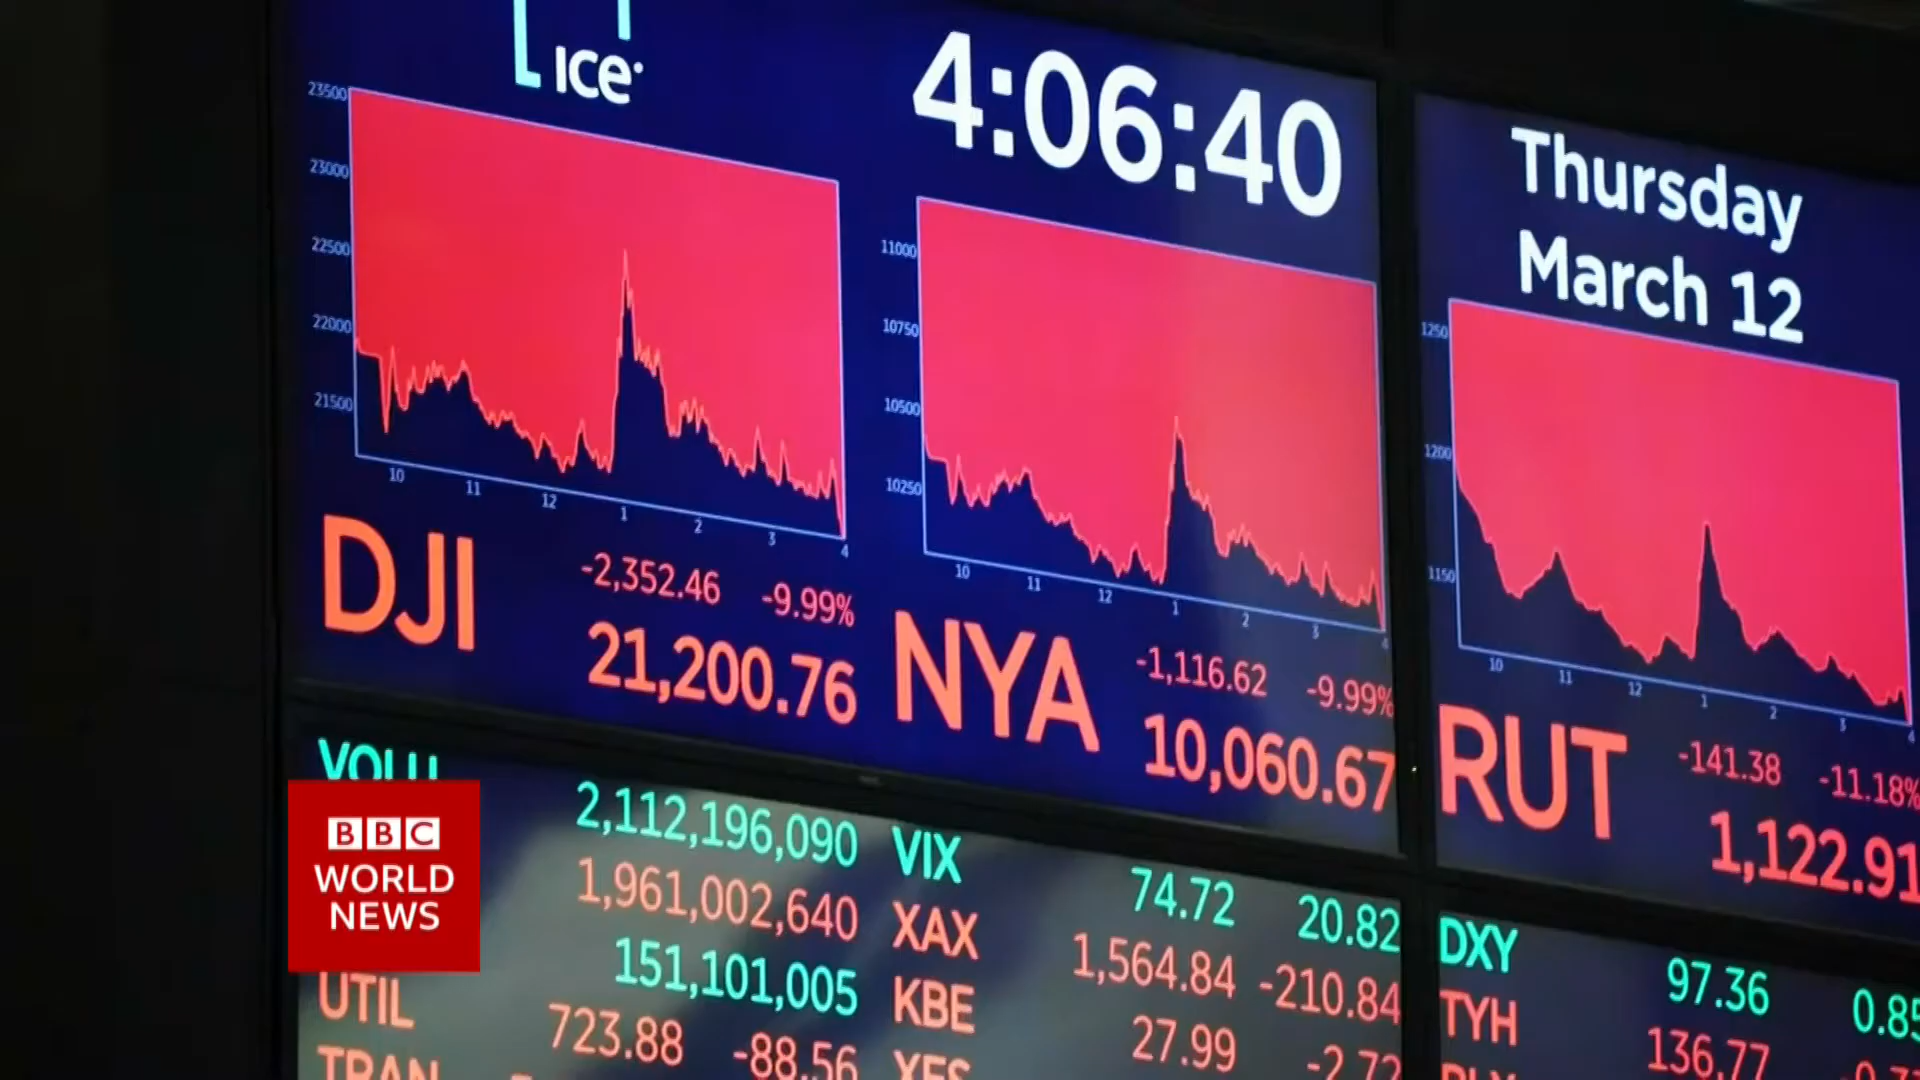 ICE
4:06:40
Thursday
March 12
23500
23000
22500
22000
21500
10 11 12 1 2 3 4
11000
10750
10500
10250
10 11 12 1 2 3 4
1250
1200
1150
10 11 12 1 2 3 4
DJI
-2,352.46 -9.99%
21,200.76
NYA
-1,116.62 -9.99%
10,060.67
RUT
-141.38 -11.18%
1,122.91
2,112,196,090
1,961,002,640
151,101,005
UTIL 723.88 -88.56
TRAN
VIX 74.72 20.82
XAX 1,564.84 -210.84
KBE 27.99 -2.72
DXY 97.36 0.85
TYH 136.77
BBC
WORLD
NEWS